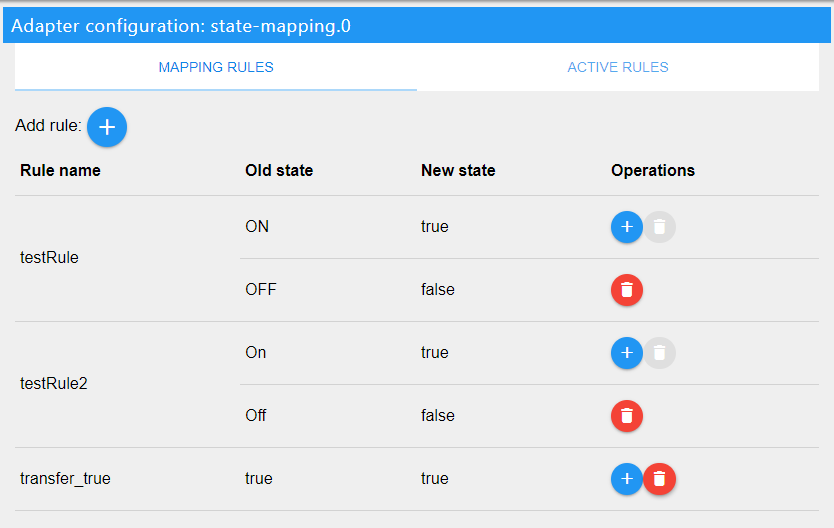 Adapter configuration: state-mapping.0
MAPPING RULES ACTIVE RULES
Add rule:
Rule name Old state New state Operations
testRule
ON true
OFF false
testRule2
On true
Off false
transfer_true true true